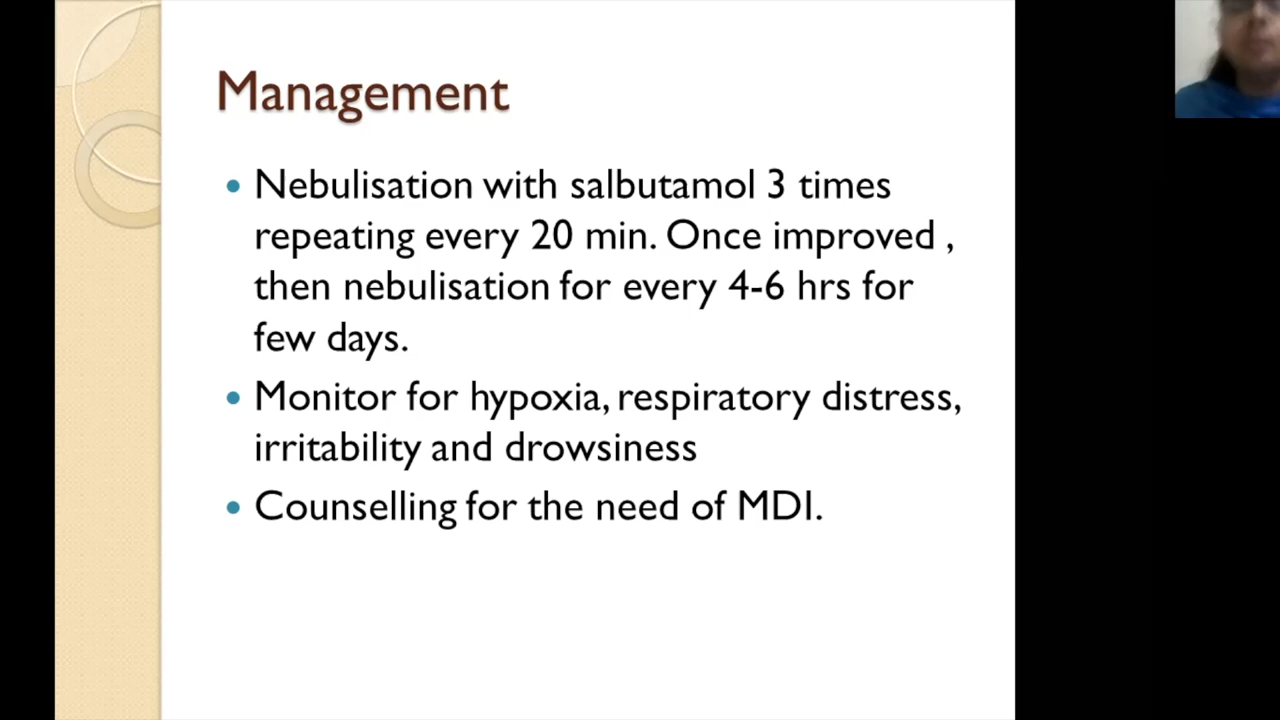 Management
Nebulisation with salbutamol 3 times
repeating every 20 min. Once improved ,
then nebulisation for every 4-6 hrs for
few days.
Monitor for hypoxia, respiratory distress,
irritability and drowsiness
Counselling for the need of MDI.